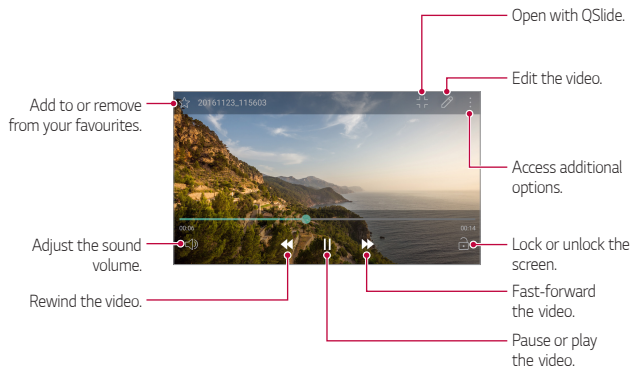 Open with QSlide.
Edit the video.
20161123_115603
Add to or remove
from your favourites.
Access additional
options.
00:06
00:14
Adjust the sound
volume.
Lock or unlock the
screen.
Rewind the video.
Fast-forward
the video.
Pause or play
the video.